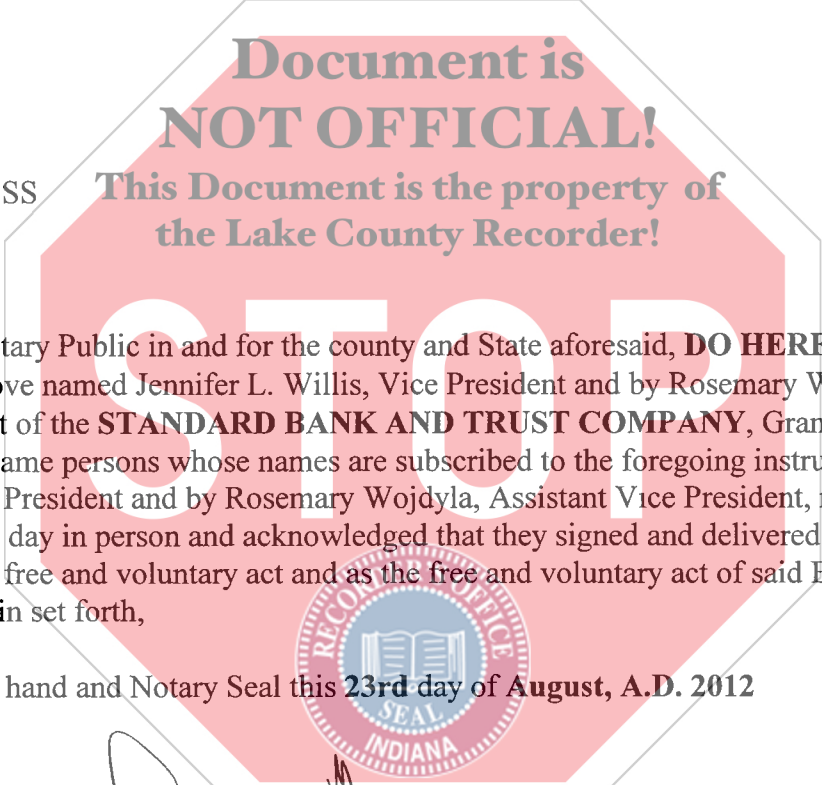 Document is
NOT OFFICIAL!
SS
This Document is the property of
the Lake County Recorder!
STOP
tary Public in and for the county and State aforesaid, DO HERE
ve named Jennifer L. Willis, Vice President and by Rosemary W
t of the STANDARD BANK AND TRUST COMPANY, Gran
ame persons whose names are subscribed to the foregoing instru
President and by Rosemary Wojdyla, Assistant Vice President,
day in person and acknowledged that they signed and delivered
free and voluntary act and as the free and voluntary act of said
in set forth,
RECORDER'S OFFICE
SEAL
INDIANA
hand and Notary Seal this 23rd day of August, A.D. 2012